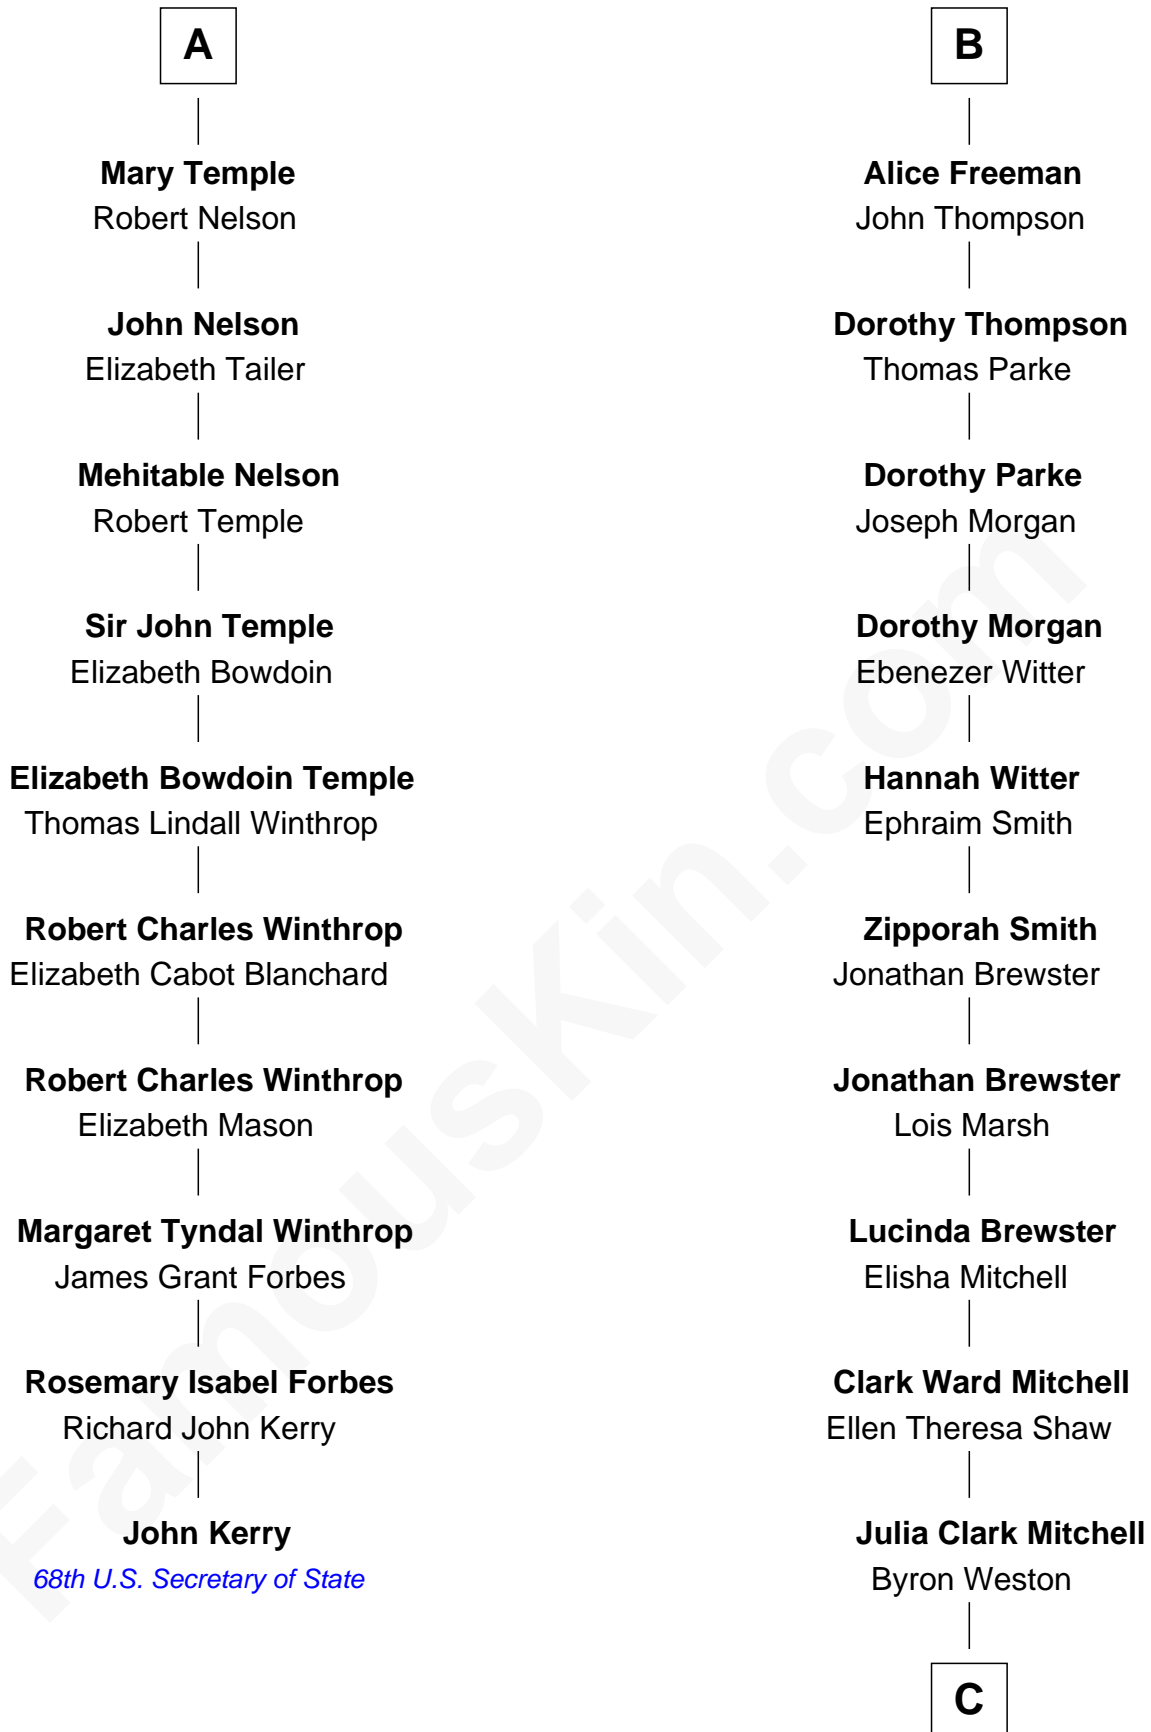 A
Mary Temple
Robert Nelson
John Nelson
Elizabeth Tailer
Mehitable Nelson
Robert Temple
Sir John Temple
Elizabeth Bowdoin
Elizabeth Bowdoin Temple
Thomas Lindall Winthrop
Robert Charles Winthrop
Elizabeth Cabot Blanchard
Robert Charles Winthrop
Elizabeth Mason
Margaret Tyndal Winthrop
James Grant Forbes
Rosemary Isabel Forbes
Richard John Kerry
John Kerry
68th U.S. Secretary of State
B
Alice Freeman
John Thompson
Dorothy Thompson
Thomas Parke
Dorothy Parke
Joseph Morgan
Dorothy Morgan
Ebenezer Witter
Hannah Witter
Ephraim Smith
Zipporah Smith
Jonathan Brewster
Jonathan Brewster
Lois Marsh
Lucinda Brewster
Elisha Mitchell
Clark Ward Mitchell
Ellen Theresa Shaw
Julia Clark Mitchell
Byron Weston
C
FamousKin.com